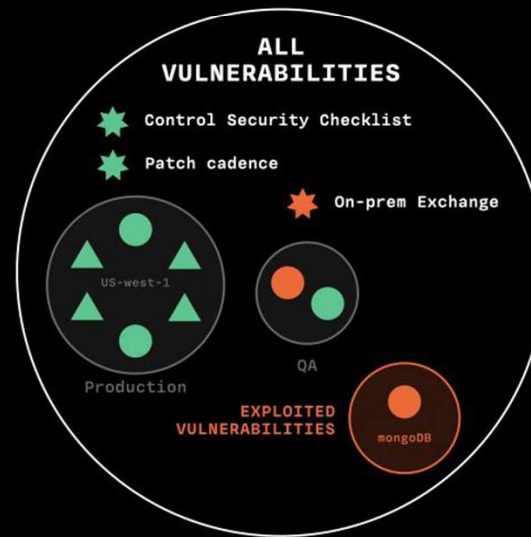 ALL
VULNERABILITIES
Control Security Checklist
Patch cadence
On-prem Exchange
US-west-1
Production
QA
EXPLOITED
VULNERABILITIES
mongoDB